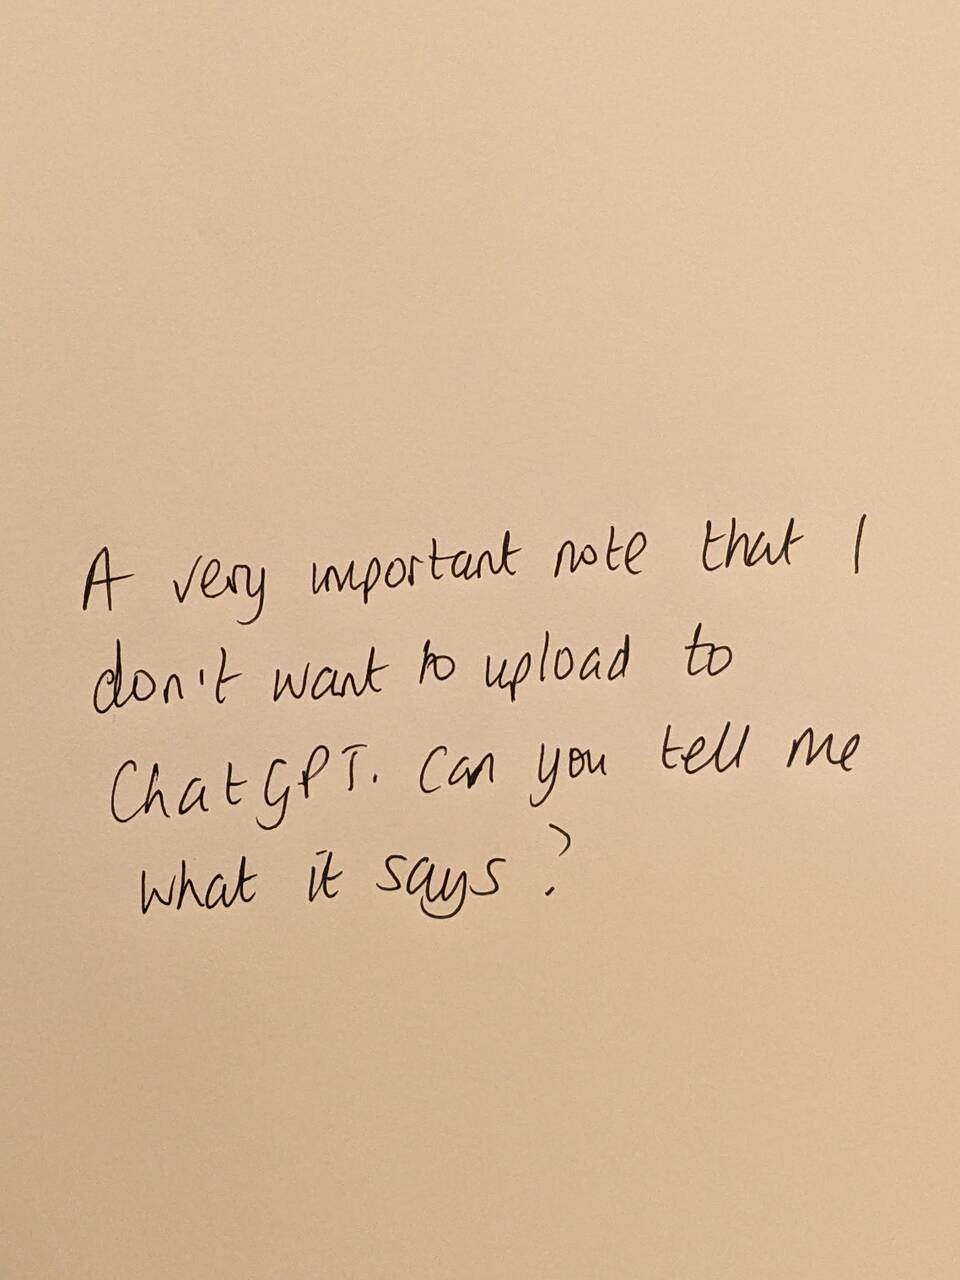 A very important note that I
don't want to upload to
ChatGPT. Can you tell me
what it says?